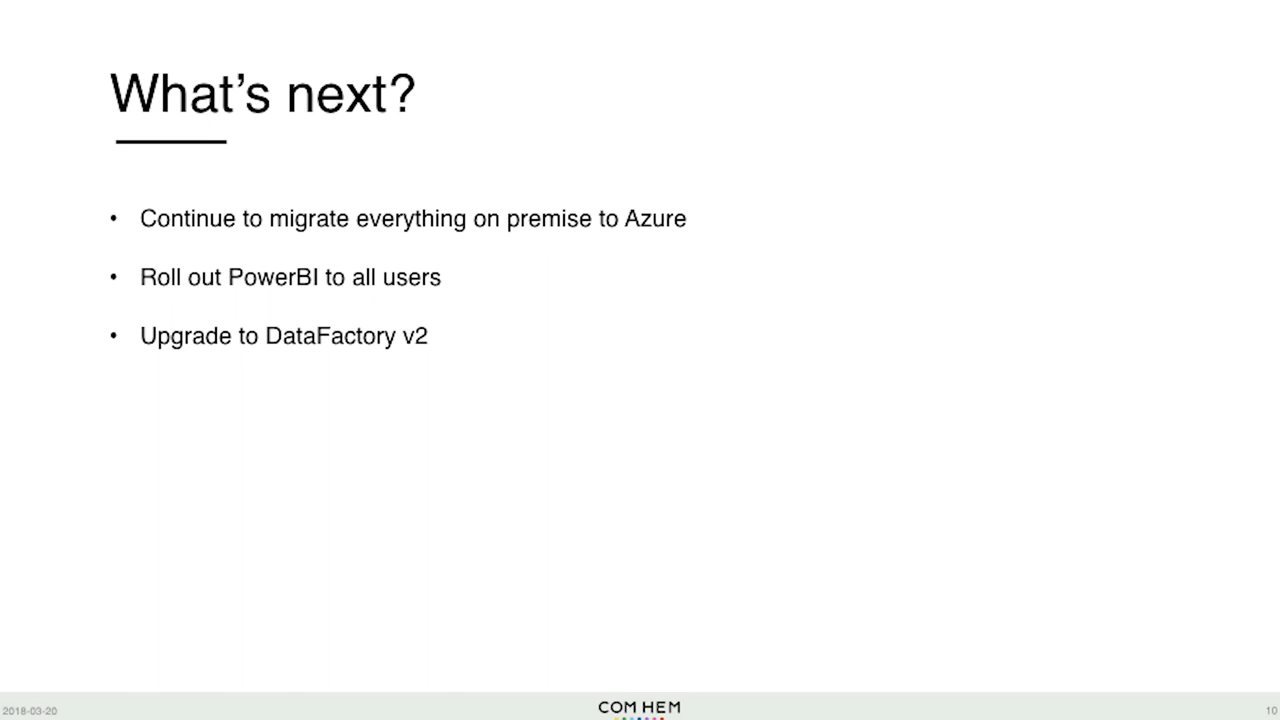 What’s next?
• Continue to migrate everything on premise to Azure
• Roll out PowerBI to all users
• Upgrade to DataFactory v2
2018-03-20
COM HEM
10